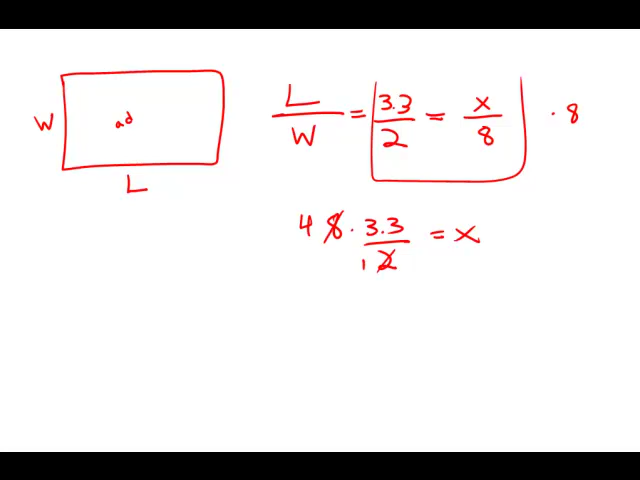 W ad
L
L/W = 3.3/2 = x/8 · 8
4 8 · 3.3/2 1 = x